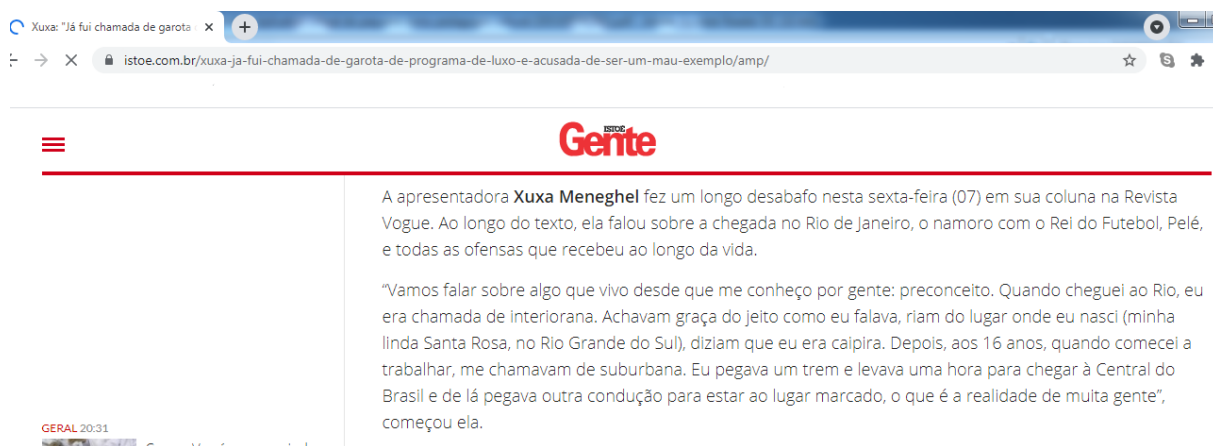 Xuxa: "Já fui chamada de garota
istoe.com.br/xuxa-ja-fui-chamada-de-garota-de-programa-de-luxo-e-acusada-de-ser-um-mau-exemplo/amp/
ISTOÉ
Gente
A apresentadora Xuxa Meneghel fez um longo desabafo nesta sexta-feira (07) em sua coluna na Revista
Vogue. Ao longo do texto, ela falou sobre a chegada no Rio de Janeiro, o namoro com o Rei do Futebol, Pelé,
e todas as ofensas que recebeu ao longo da vida.
“Vamos falar sobre algo que vivo desde que me conheço por gente: preconceito. Quando cheguei ao Rio, eu
era chamada de interiorana. Achavam graça do jeito como eu falava, riam do lugar onde eu nasci (minha
linda Santa Rosa, no Rio Grande do Sul), diziam que eu era caipira. Depois, aos 16 anos, quando comecei a
trabalhar, me chamavam de suburbana. Eu pegava um trem e levava uma hora para chegar à Central do
Brasil e de lá pegava outra condução para estar ao lugar marcado, o que é a realidade de muita gente”,
começou ela.
GERAL 20:31